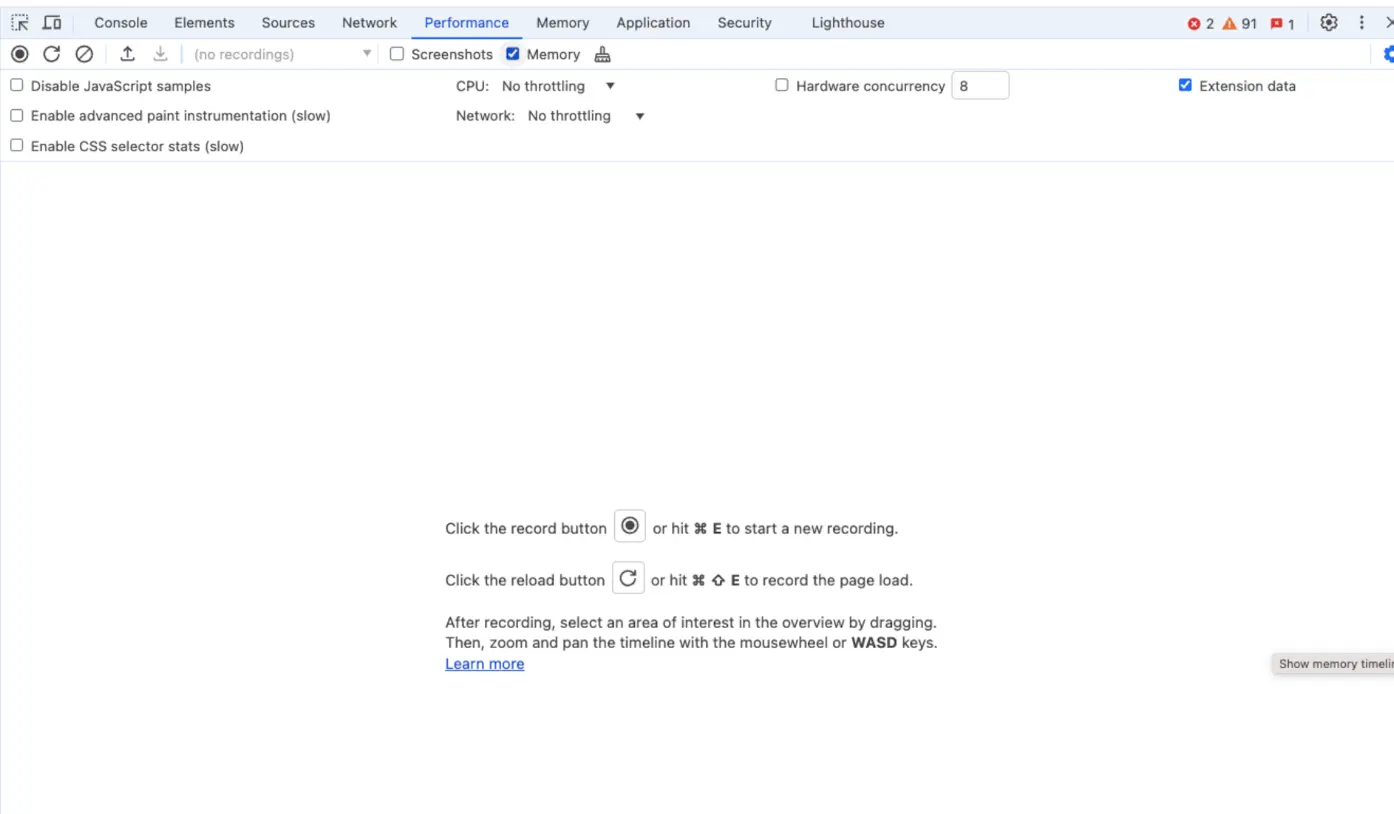 Console Elements Sources Network Performance Memory Application Security Lighthouse 2 91 1
(no recordings) Screenshots Memory
Disable JavaScript samples CPU: No throttling Hardware concurrency 8 Extension data
Enable advanced paint instrumentation (slow) Network: No throttling
Enable CSS selector stats (slow)
Click the record button or hit ⌘ E to start a new recording.
Click the reload button or hit ⌘ ⇧ E to record the page load.
After recording, select an area of interest in the overview by dragging.
Then, zoom and pan the timeline with the mousewheel or WASD keys.
Learn more
Show memory timelin